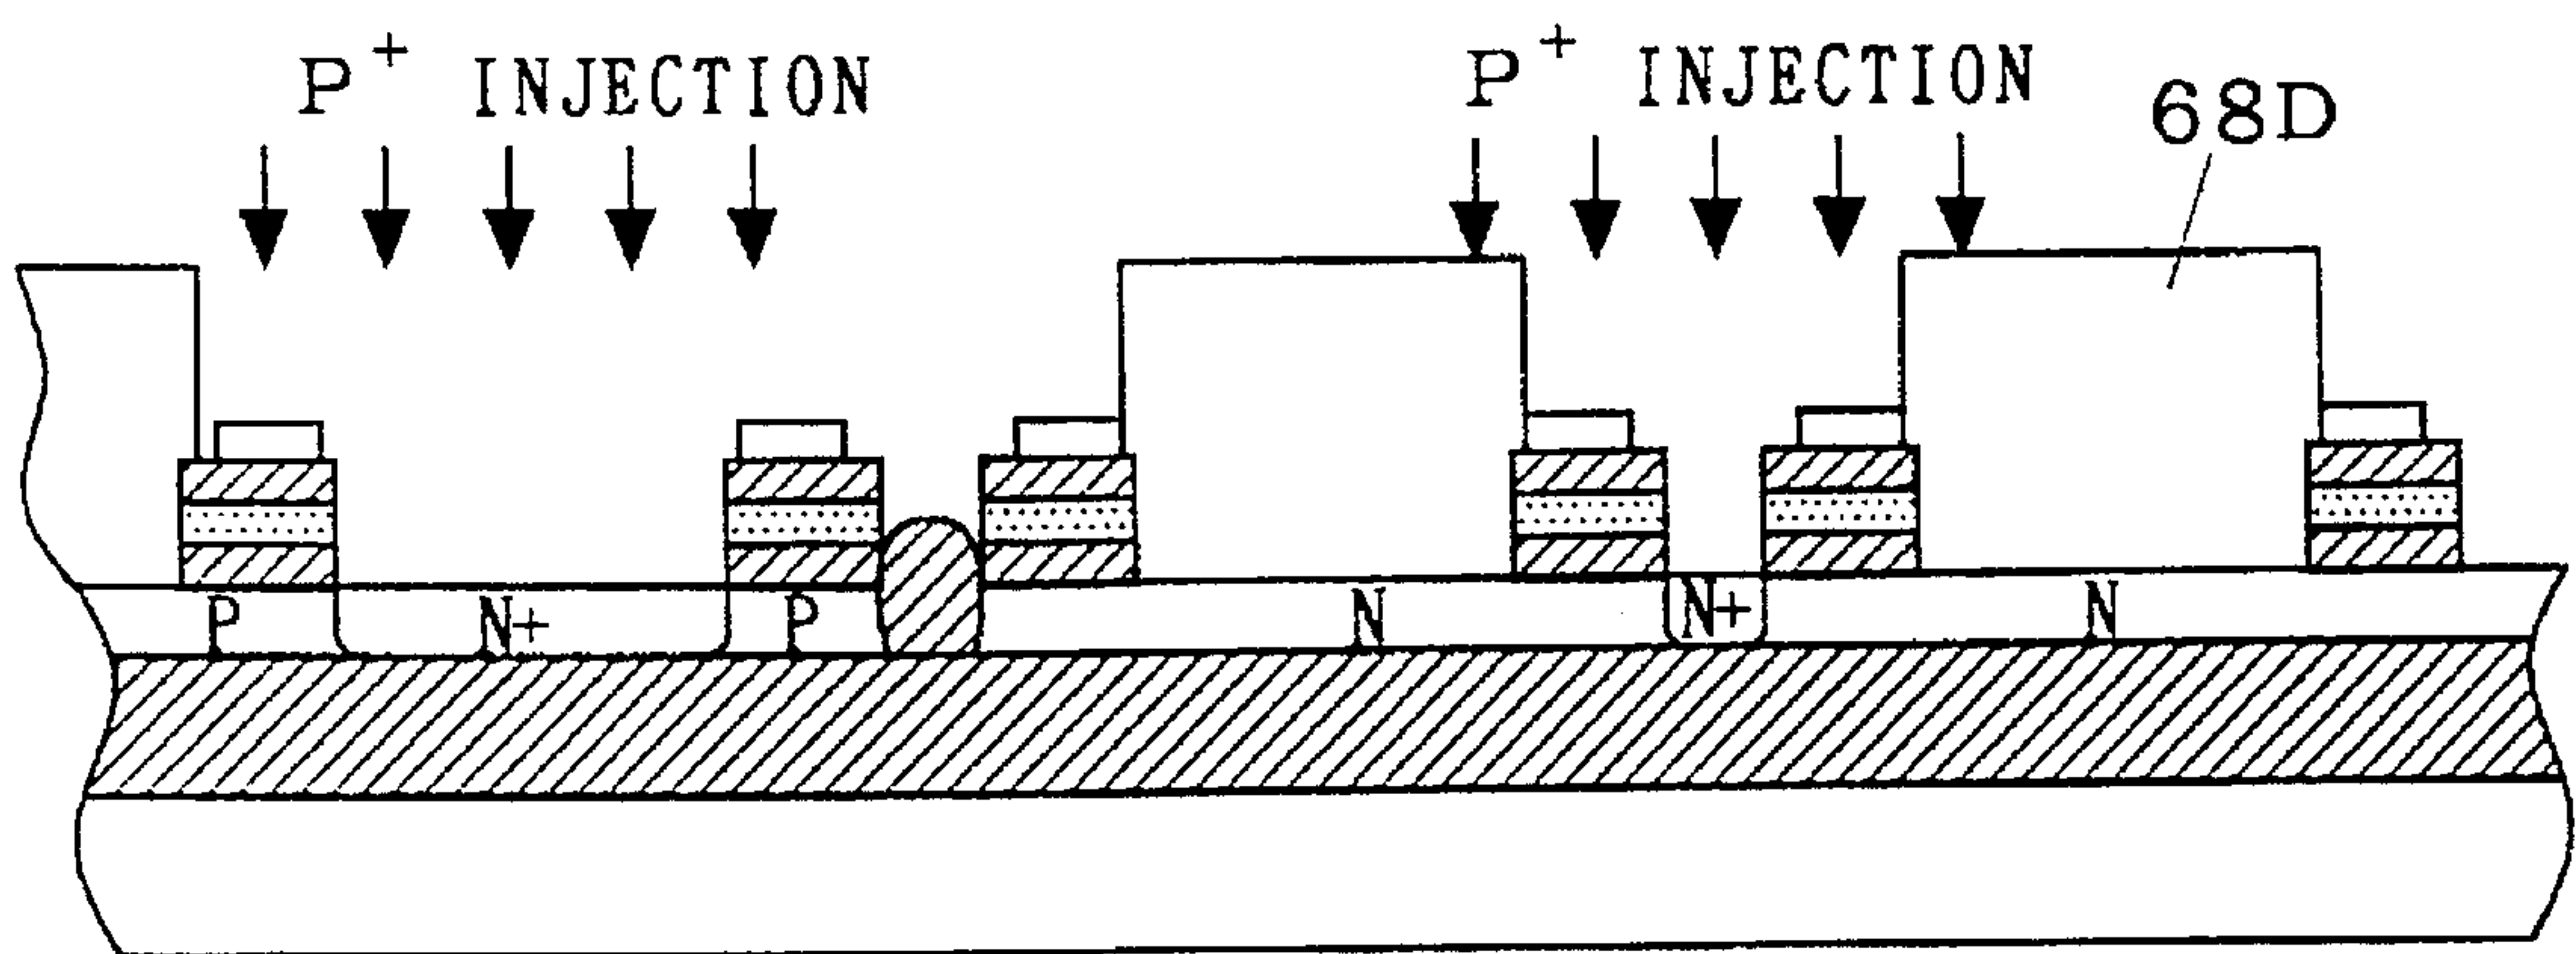 P⁺ INJECTION
P⁺ INJECTION
68D
P
N+
P
N
N+
N